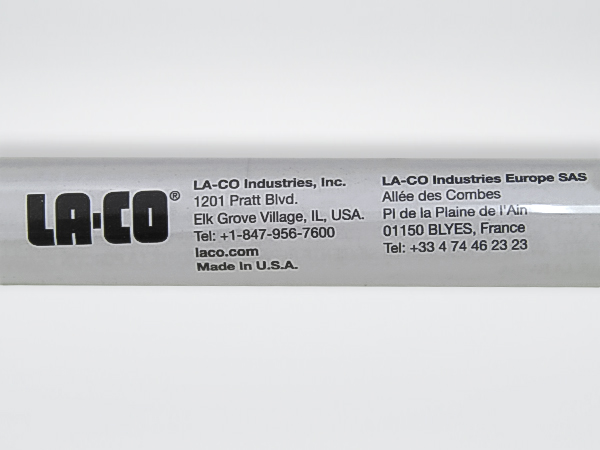 LA-CO®
LA-CO Industries, Inc.
1201 Pratt Blvd.
Elk Grove Village, IL, USA.
Tel: +1-847-956-7600
laco.com
Made In U.S.A.
LA-CO Industries Europe SAS
Allée des Combes
PI de la Plaine de l'Ain
01150 BLYES, France
Tel: +33 4 74 46 23 23